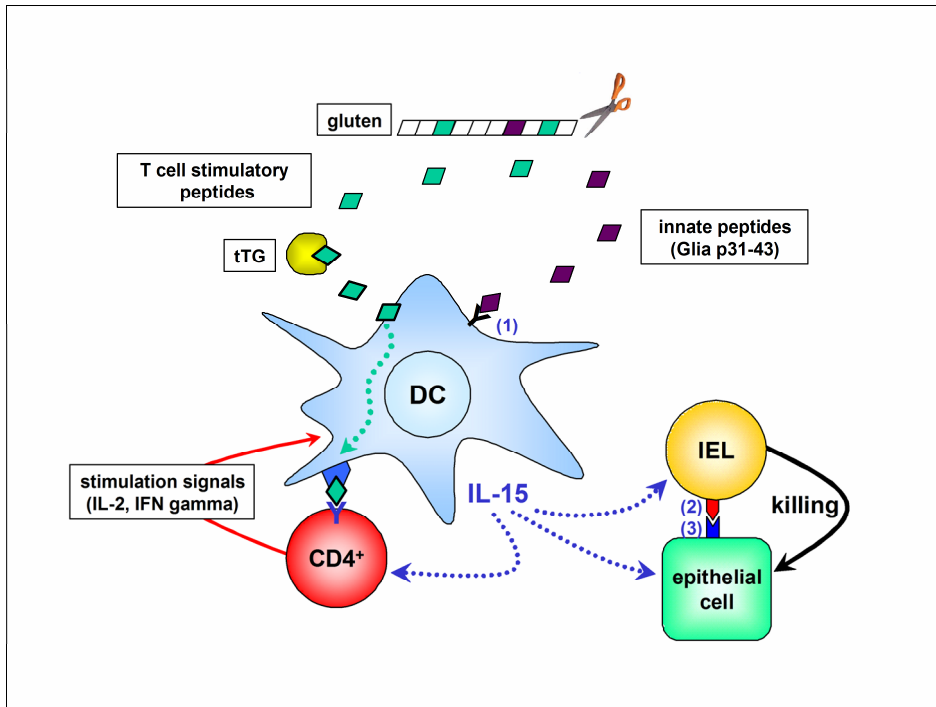 gluten
T cell stimulatory
peptides
innate peptides
(Glia p31-43)
tTG
(1)
DC
IEL
stimulation signals
(IL-2, IFN gamma)
IL-15
(2)
killing
(3)
CD4+
epithelial
cell